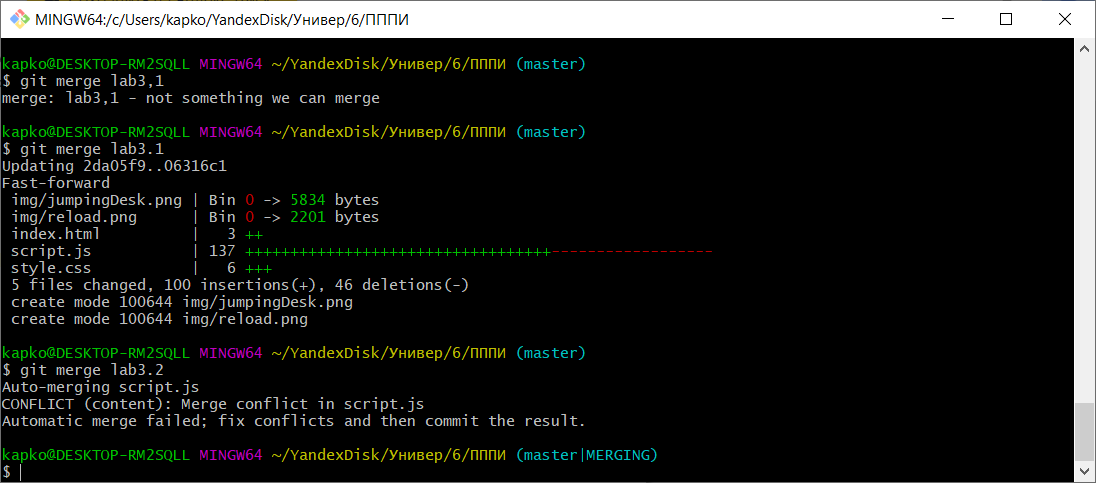 MINGW64:/c/Users/kapko/YandexDisk/Универ/6/ПППИ
kapko@DESKTOP-RM2SQLL MINGW64 ~/YandexDisk/Универ/6/ПППИ (master)
$ git merge lab3,1
merge: lab3,1 - not something we can merge
kapko@DESKTOP-RM2SQLL MINGW64 ~/YandexDisk/Универ/6/ПППИ (master)
$ git merge lab3.1
Updating 2da05f9..06316c1
Fast-forward
img/jumpingDesk.png | Bin 0 -> 5834 bytes
img/reload.png      | Bin 0 -> 2201 bytes
index.html          |   3 ++
script.js           | 137 ++++++++++++++++++++++++++++++++++------------------
style.css           |   6 +++
5 files changed, 100 insertions(+), 46 deletions(-)
create mode 100644 img/jumpingDesk.png
create mode 100644 img/reload.png
kapko@DESKTOP-RM2SQLL MINGW64 ~/YandexDisk/Универ/6/ПППИ (master)
$ git merge lab3.2
Auto-merging script.js
CONFLICT (content): Merge conflict in script.js
Automatic merge failed; fix conflicts and then commit the result.
kapko@DESKTOP-RM2SQLL MINGW64 ~/YandexDisk/Универ/6/ПППИ (master|MERGING)
$